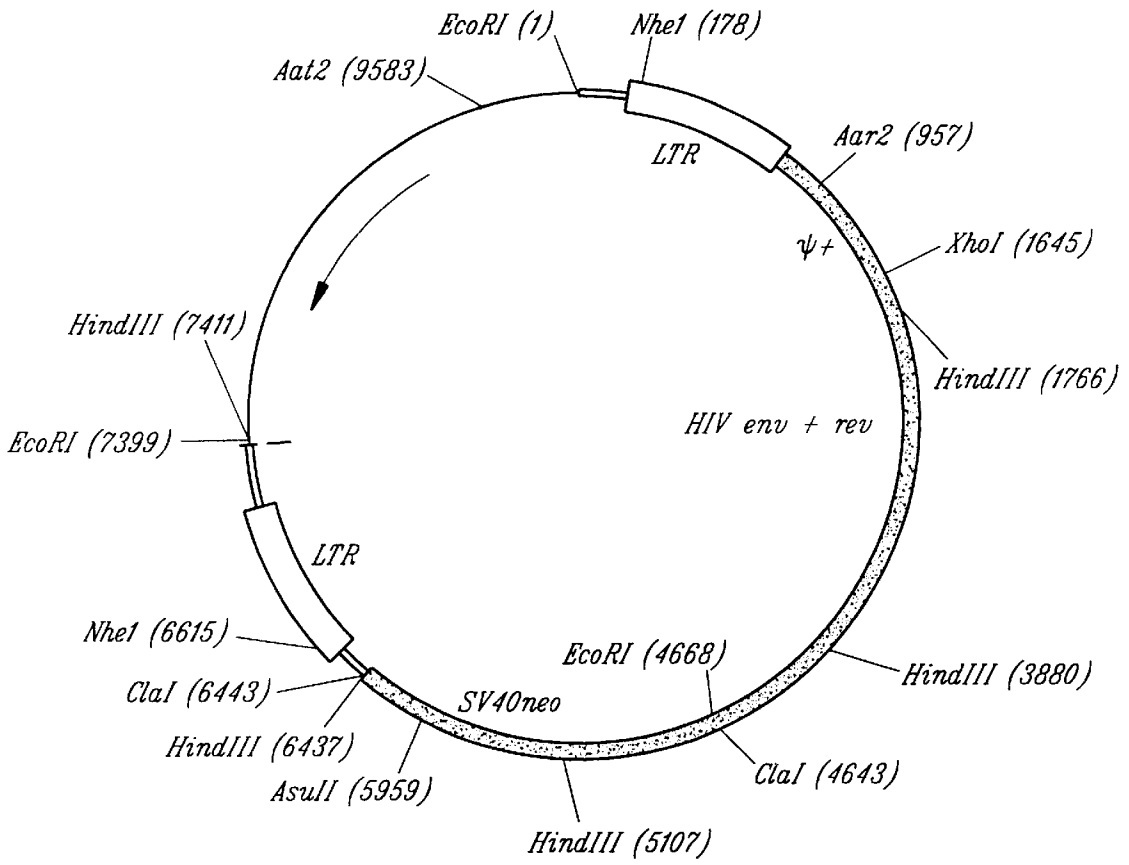 EcoRI (1)
Nhe1 (178)
Aat2 (9583)
LTR
Aar2 (957)
ψ+
XhoI (1645)
HindIII (7411)
HindIII (1766)
HIV env + rev
EcoRI (7399)
LTR
Nhe1 (6615)
EcoRI (4668)
HindIII (3880)
ClaI (6443)
SV40neo
HindIII (6437)
ClaI (4643)
AsuII (5959)
HindIII (5107)